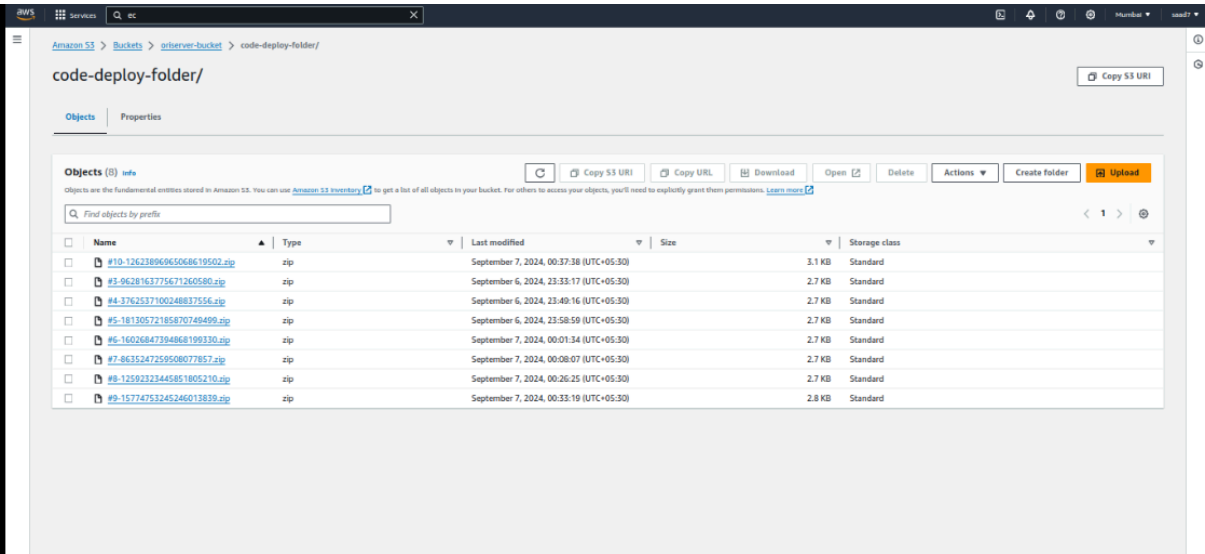 aws Services ec Mumbai saad7
Amazon S3 > Buckets > oriserver-bucket > code-deploy-folder/
code-deploy-folder/ Copy S3 URI
Objects Properties
Objects (8) Info Copy S3 URI Copy URL Download Open Delete Actions Create folder Upload
Objects are the fundamental entities stored in Amazon S3. You can use Amazon S3 inventory to get a list of all objects in your bucket. For others to access your objects, you'll need to explicitly grant them permissions. Learn more
Find objects by prefix 1
Name Type Last modified Size Storage class
#10-12623896965068619502.zip zip September 7, 2024, 00:37:38 (UTC+05:30) 3.1 KB Standard
#3-9628163775671260580.zip zip September 6, 2024, 23:33:17 (UTC+05:30) 2.7 KB Standard
#4-3762537100248837556.zip zip September 6, 2024, 23:49:16 (UTC+05:30) 2.7 KB Standard
#5-18130572185870749499.zip zip September 6, 2024, 23:58:59 (UTC+05:30) 2.7 KB Standard
#6-16026847394868199330.zip zip September 7, 2024, 00:01:34 (UTC+05:30) 2.7 KB Standard
#7-8635247259508077857.zip zip September 7, 2024, 00:08:07 (UTC+05:30) 2.7 KB Standard
#8-12592323445851805210.zip zip September 7, 2024, 00:26:25 (UTC+05:30) 2.7 KB Standard
#9-15774753245246013839.zip zip September 7, 2024, 00:33:19 (UTC+05:30) 2.8 KB Standard